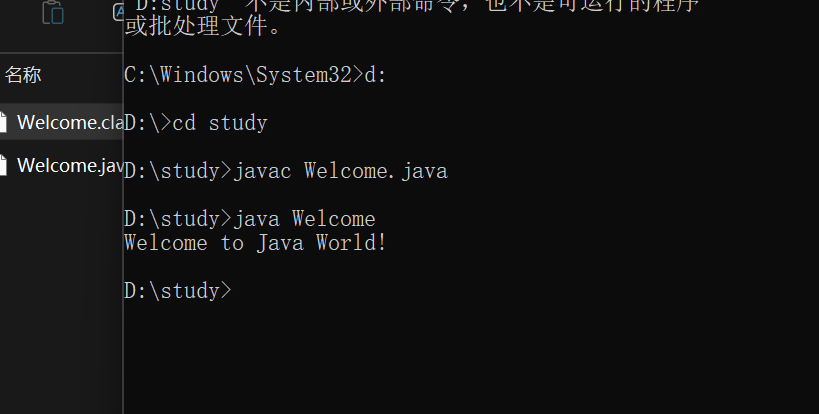 D:study 不是内部或外部命令，也不是可运行的程序
或批处理文件。
名称
Welcome.cla
Welcome.jav
C:\Windows\System32>d:
D:\>cd study
D:\study>javac Welcome.java
D:\study>java Welcome
Welcome to Java World!
D:\study>